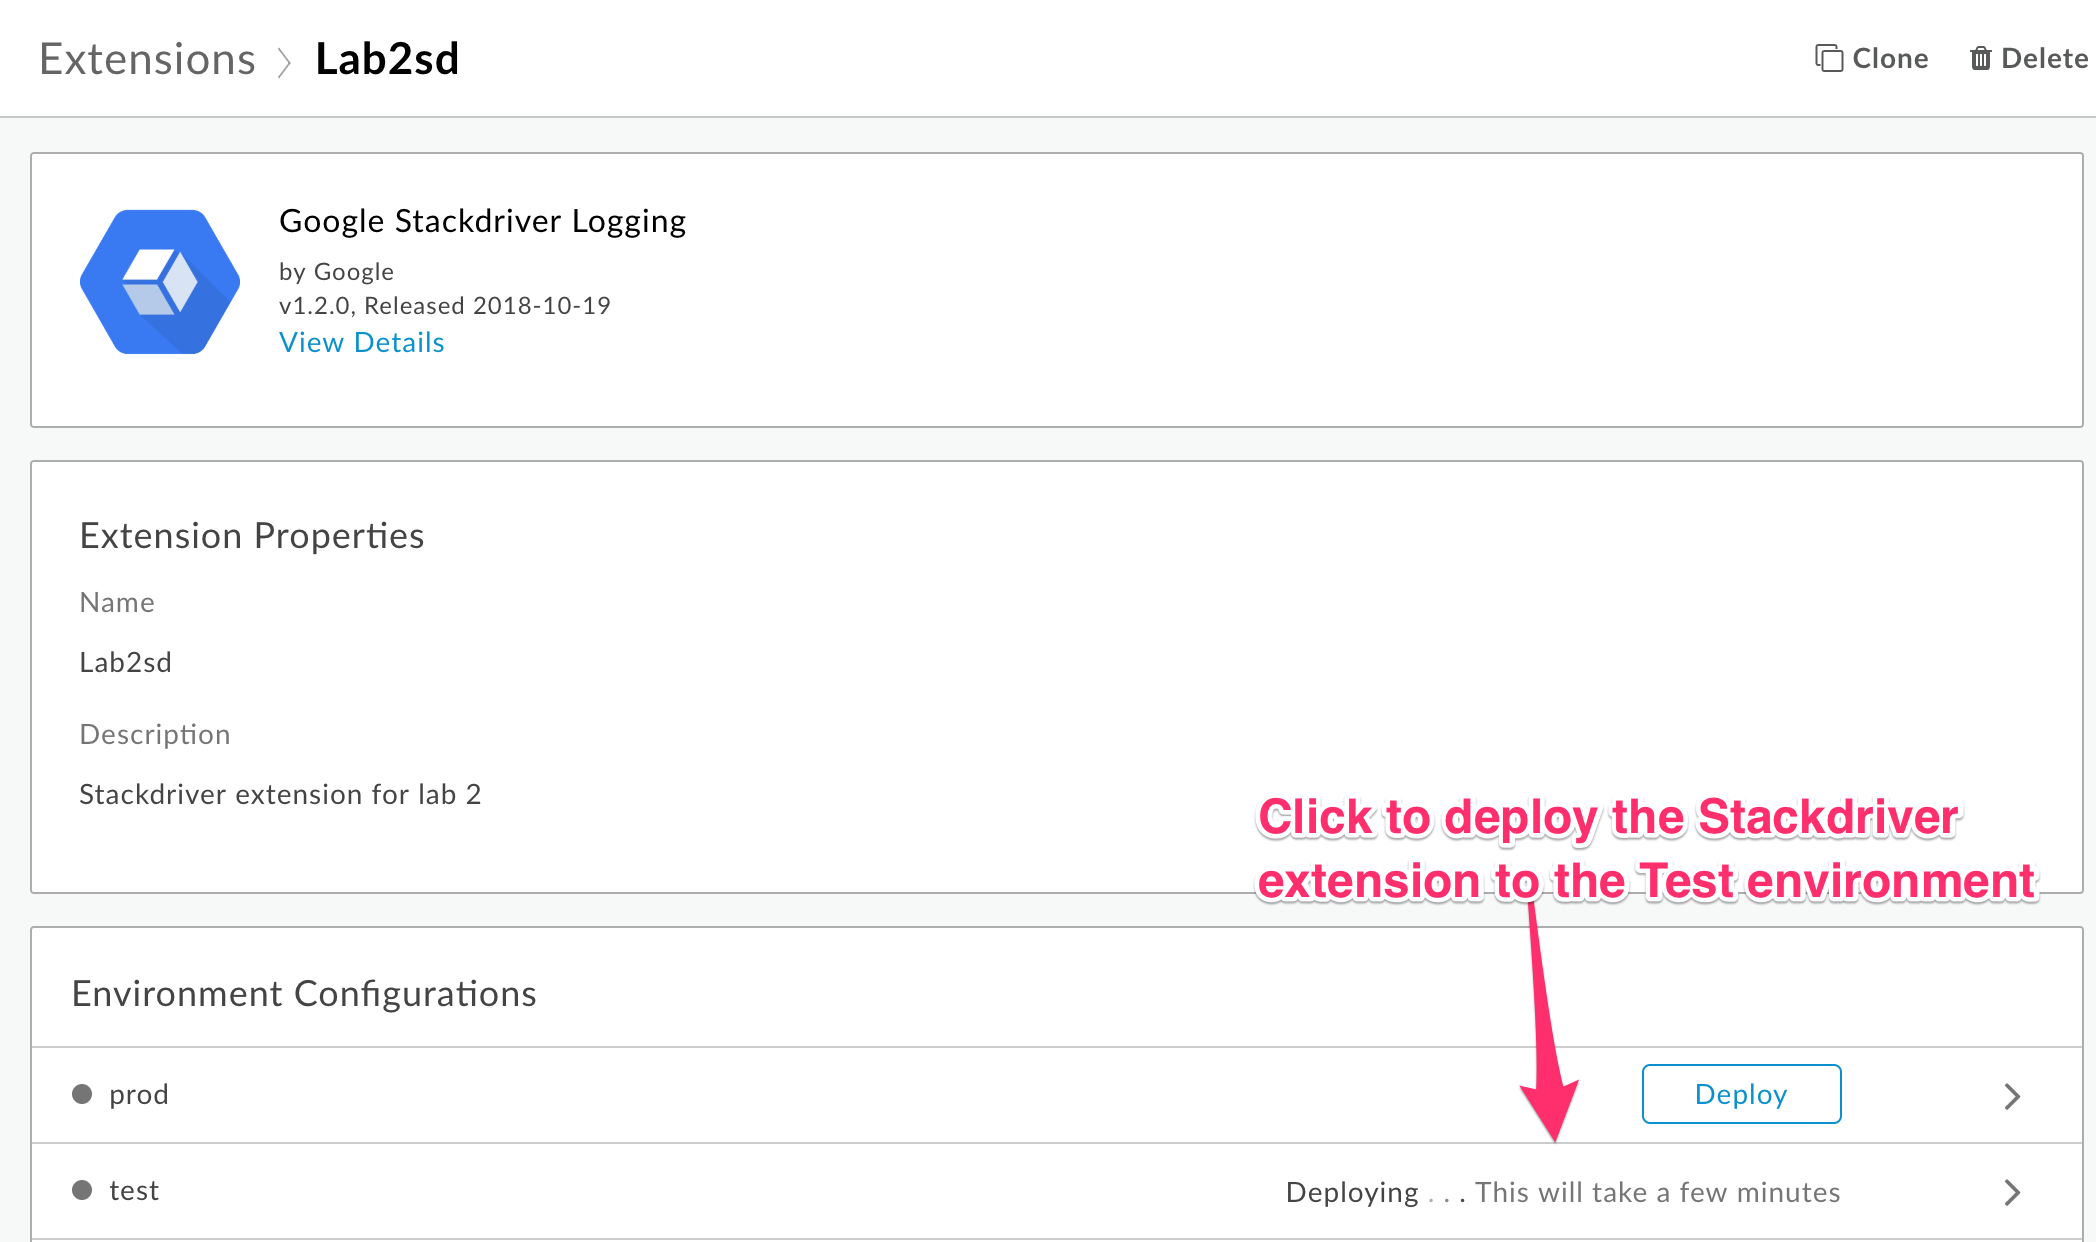 Extensions > Lab2sd
Clone
Delete
Google Stackdriver Logging
by Google
v1.2.0, Released 2018-10-19
View Details
Extension Properties
Name
Lab2sd
Description
Stackdriver extension for lab 2
Click to deploy the Stackdriver
extension to the Test environment
Environment Configurations
prod
Deploy
test
Deploying . . . This will take a few minutes